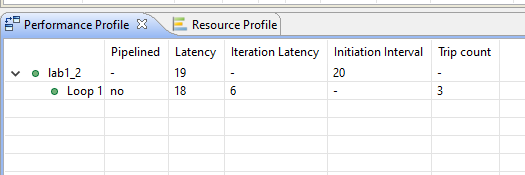 Performance Profile Resource Profile
Pipelined Latency Iteration Latency Initiation Interval Trip count
lab1_2 - 19 - 20 -
Loop 1 no 18 6 - 3